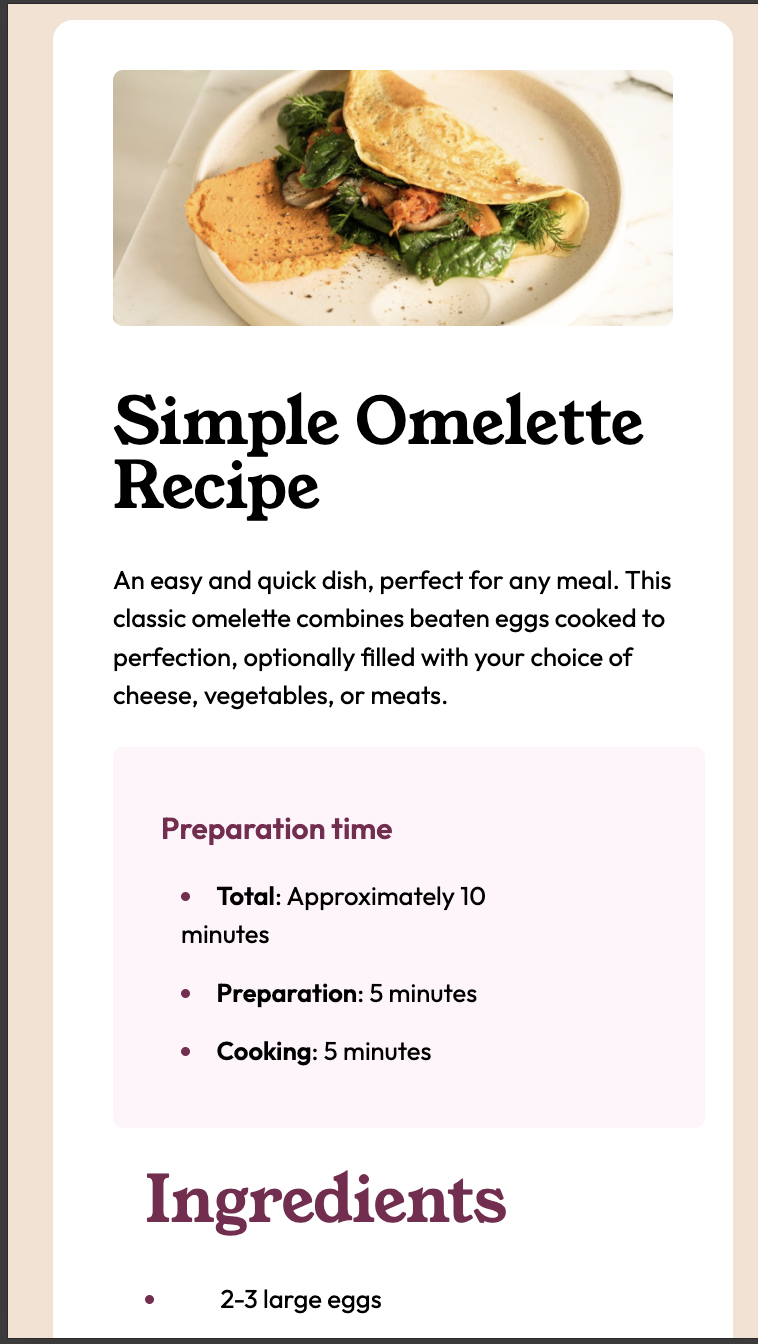 Simple Omelette
Recipe
An easy and quick dish, perfect for any meal. This
classic omelette combines beaten eggs cooked to
perfection, optionally filled with your choice of
cheese, vegetables, or meats.
Preparation time
• Total: Approximately 10
minutes
• Preparation: 5 minutes
• Cooking: 5 minutes
Ingredients
• 2-3 large eggs